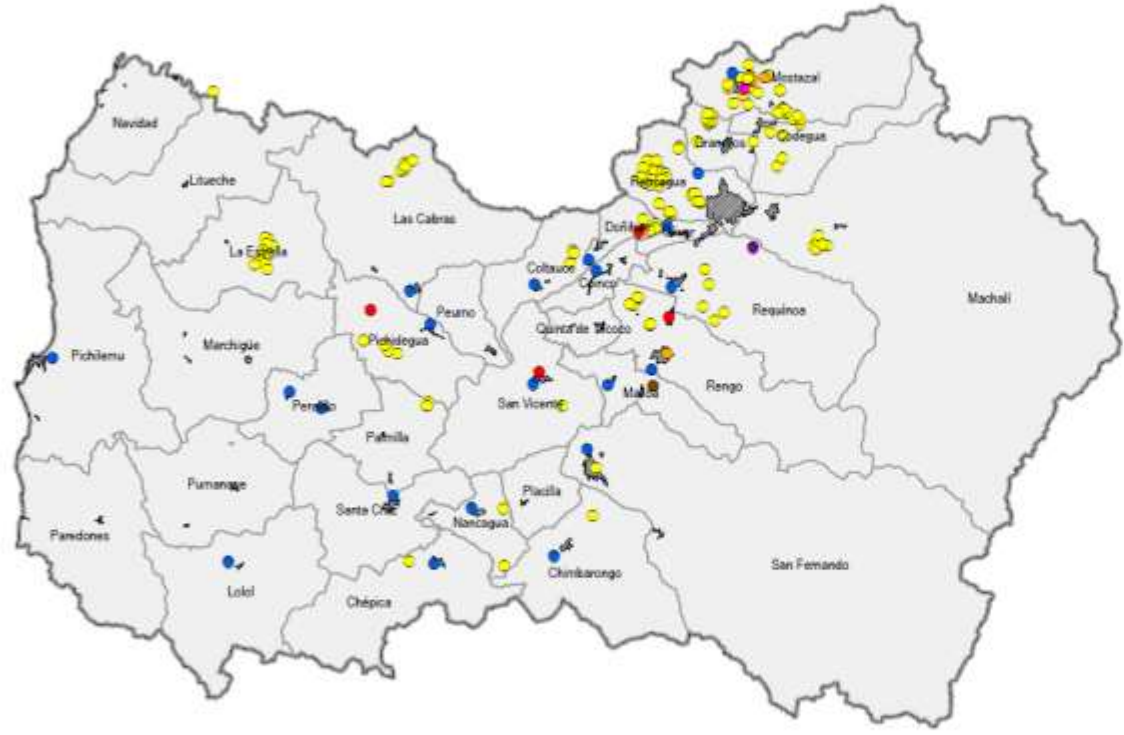 Mostazal
Navidad
Codegua
Graneros
Litueche
Rancagua
Las Cabras
Doñihue
La Estrella
Coltauco
Coinco
Machalí
Peumo
Requinoa
Quinta de Tilcoco
Pichidegua
Marchigüe
Pichilemu
Rengo
Malloa
San Vicente
Peralillo
Palmilla
Pumanque
Placilla
Santa Cruz
Nancagua
Paredones
San Fernando
Chimbarongo
Lolol
Chépica